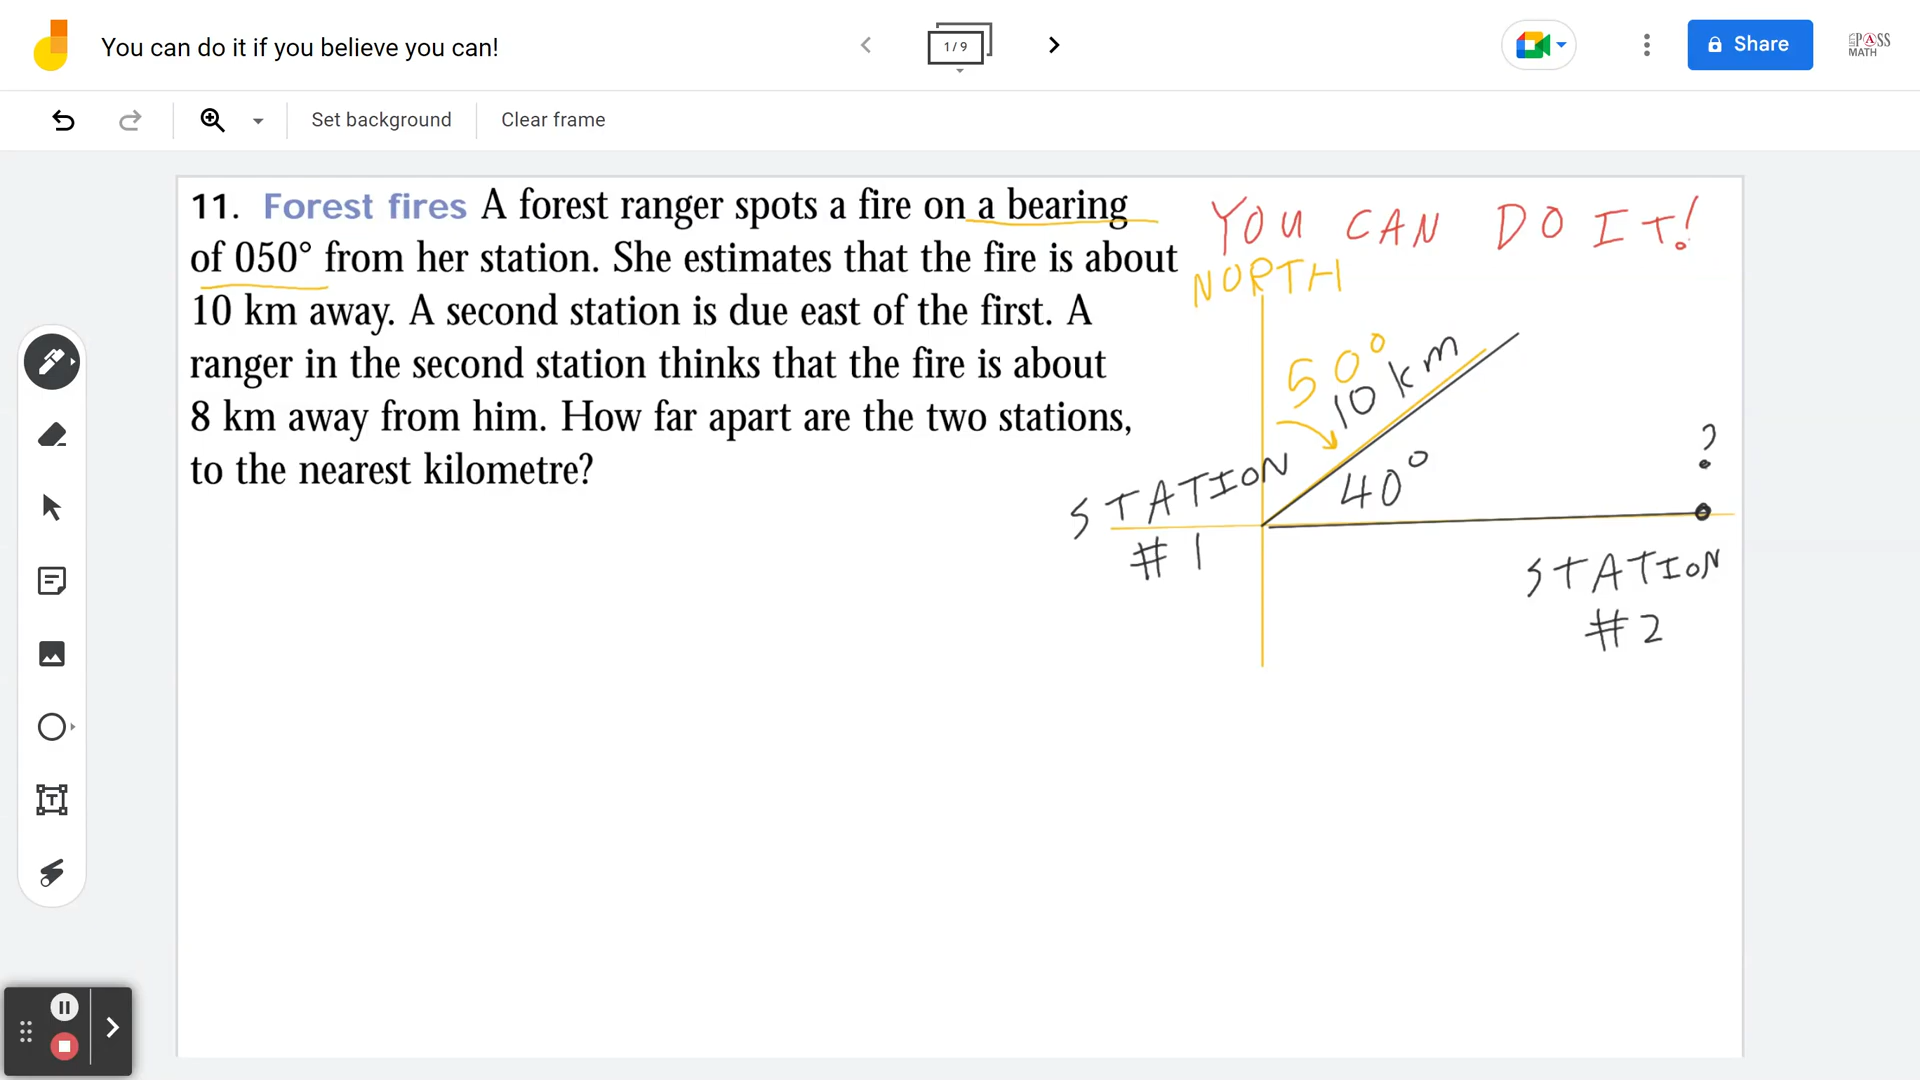 You can do it if you believe you can!
1 / 9
Share
PASS
MATH
Set background
Clear frame
11. Forest fires A forest ranger spots a fire on a bearing
of 050° from her station. She estimates that the fire is about
10 km away. A second station is due east of the first. A
ranger in the second station thinks that the fire is about
8 km away from him. How far apart are the two stations,
to the nearest kilometre?
YOU CAN DO IT!
NORTH
50°
10 km
40°
?
STATION
#1
STATION
#2
T